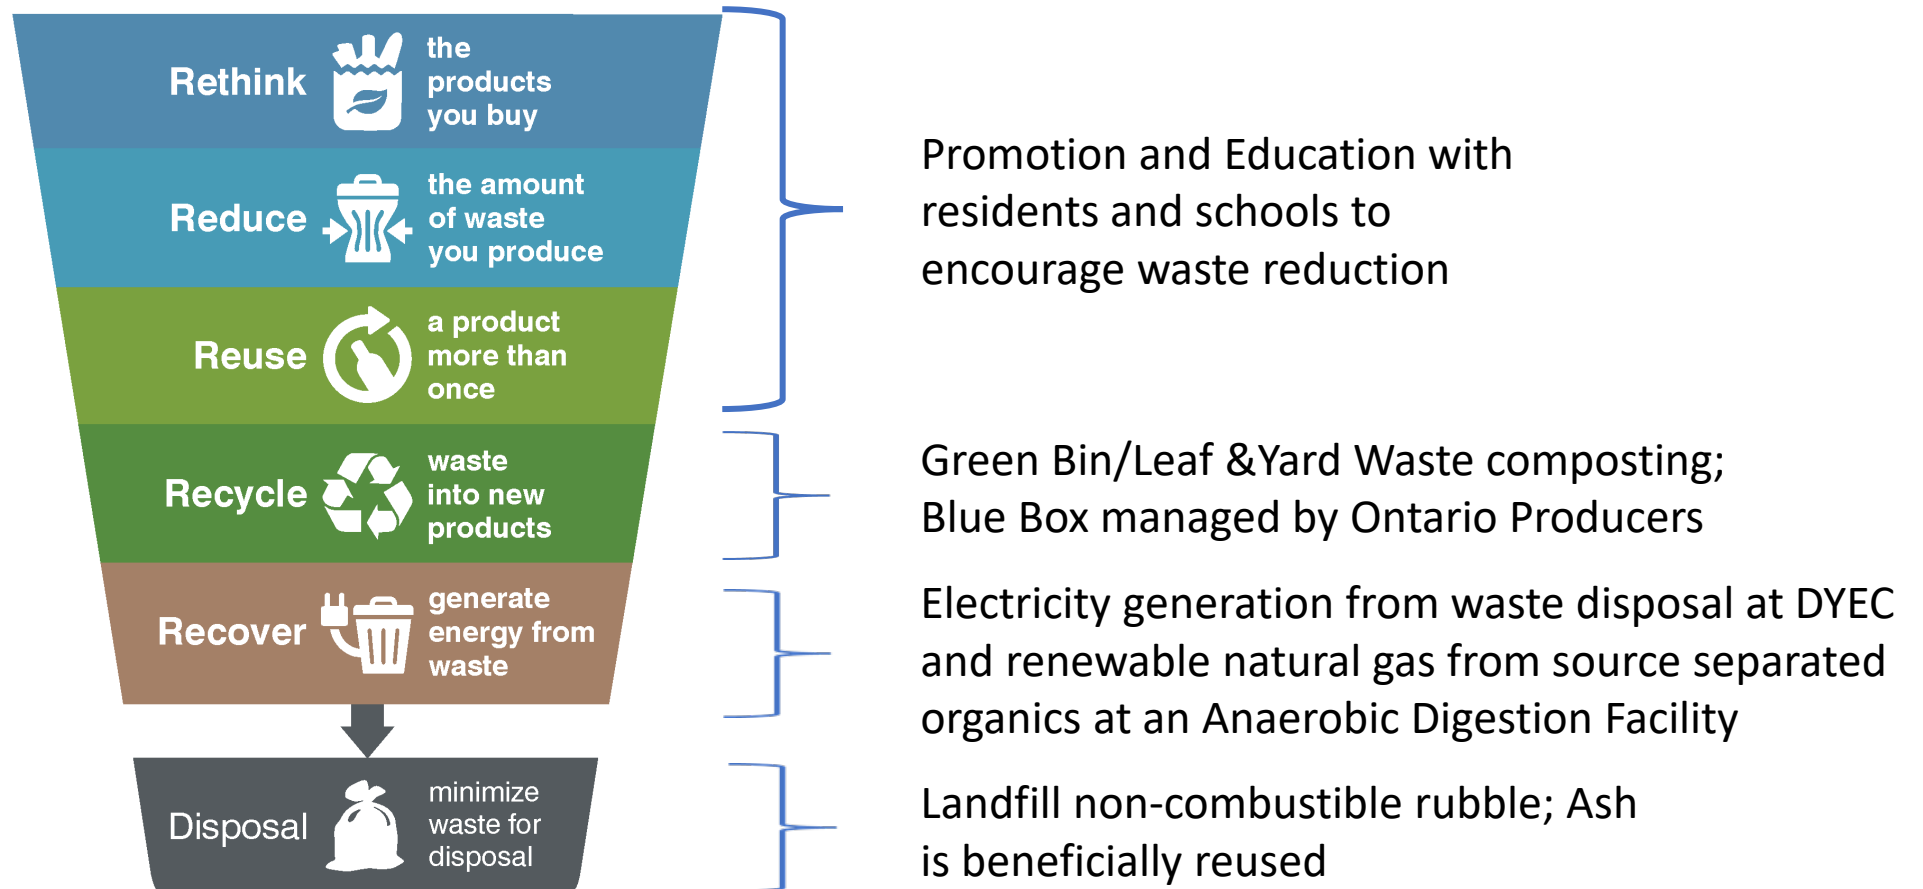 Rethink
the
products
you buy
Reduce
the amount
of waste
you produce
Reuse
a product
more than
once
Promotion and Education with
residents and schools to
encourage waste reduction
Recycle
waste
into new
products
Green Bin/Leaf &Yard Waste composting;
Blue Box managed by Ontario Producers
Recover
generate
energy from
waste
Electricity generation from waste disposal at DYEC
and renewable natural gas from source separated
organics at an Anaerobic Digestion Facility
Disposal
minimize
waste for
disposal
Landfill non-combustible rubble; Ash
is beneficially reused